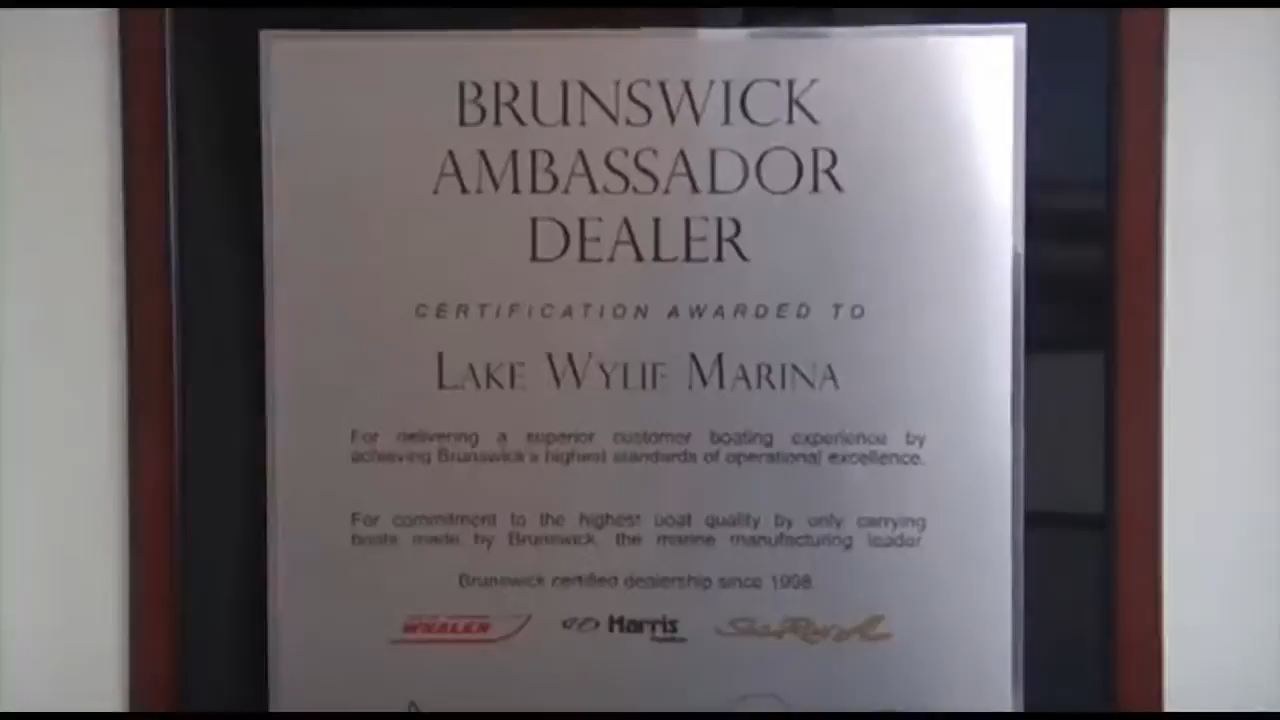 BRUNSWICK
AMBASSADOR
DEALER
CERTIFICATION AWARDED TO
LAKE WYLIE MARINA
For delivering a superior customer boating experience by
achieving Brunswick's highest standards of operational excellence.
For commitment to the highest boat quality by only carrying
boats made by Brunswick, the marine manufacturing leader
Brunswick certified dealership since 1998.
WHALER Harris Sea Ray